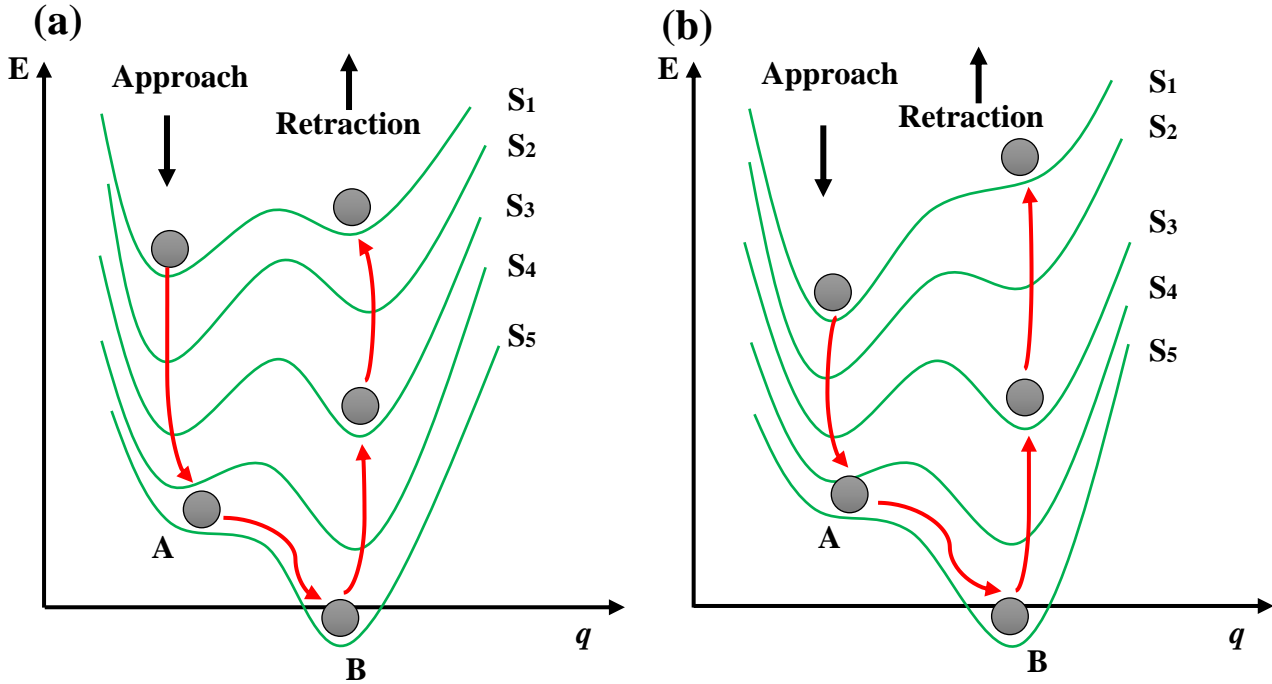 (a)
E
Approach
Retraction
S1
S2
S3
S4
S5
A
B
q
(b)
E
Approach
Retraction
S1
S2
S3
S4
S5
A
B
q